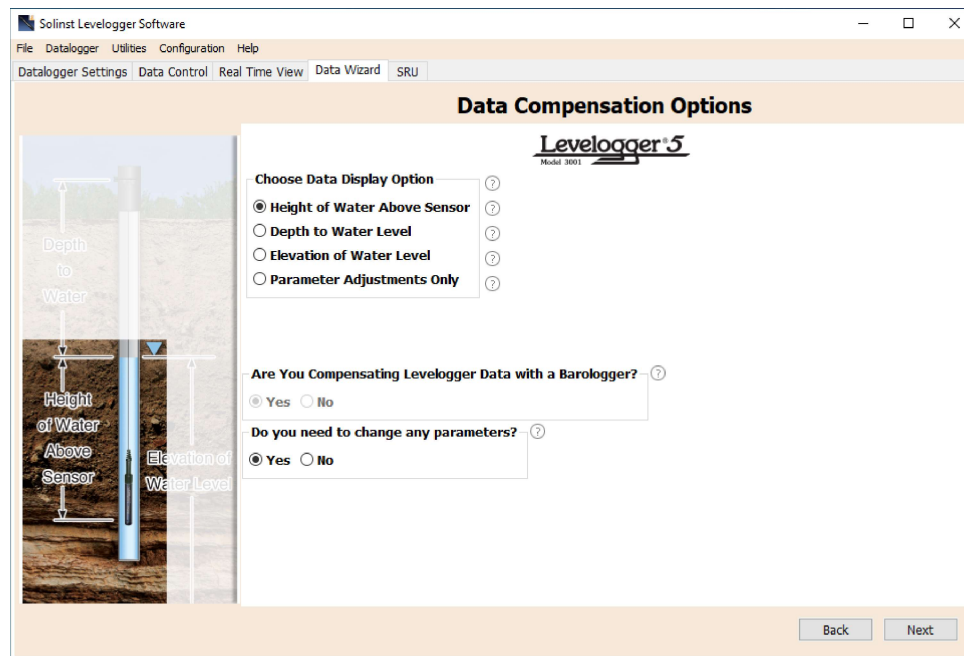 Solinst Levelogger Software
File Datalogger Utilities Configuration Help
Datalogger Settings Data Control Real Time View Data Wizard SRU
Data Compensation Options
Levelogger 5
Model 3001
Choose Data Display Option ?
Height of Water Above Sensor ?
Depth to Water Level ?
Elevation of Water Level ?
Parameter Adjustments Only ?
Depth
to
Water
Height
of Water
Above
Sensor
Elevation of
Water Level
Are You Compensating Levelogger Data with a Barologger? ?
Yes No
Do you need to change any parameters? ?
Yes No
Back Next